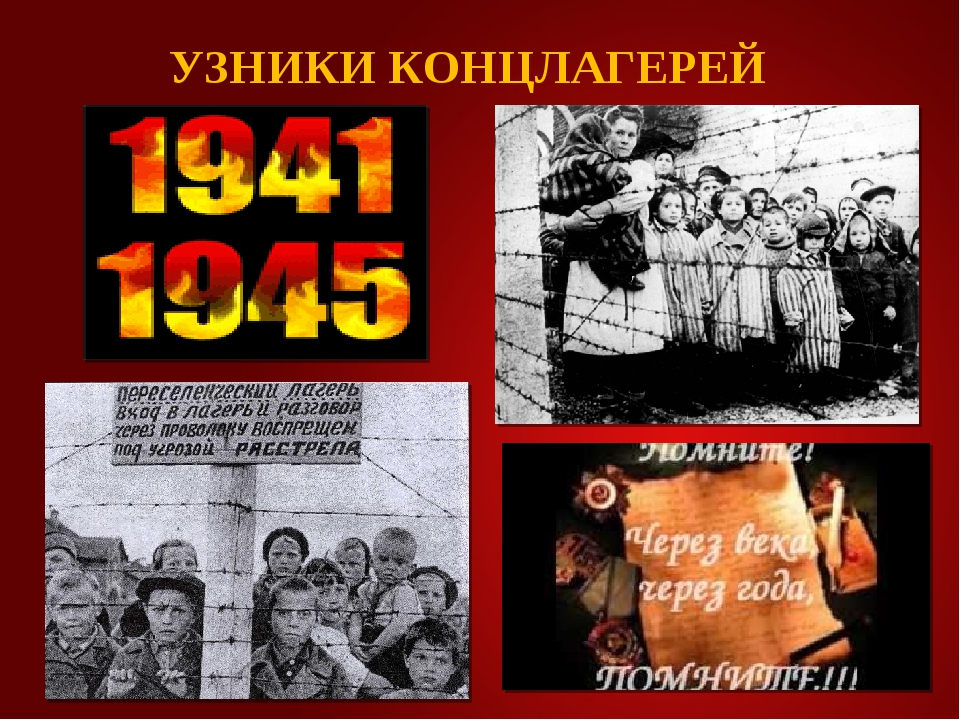 УЗНИКИ КОНЦЛАГЕРЕЙ
1941
1945
ПЕРЕСЕЛЕНЧЕСКИЙ ЛАГЕРЬ
ВХОД В ЛАГЕРЬ И РАЗГОВОР
ЧЕРЕЗ ПРОВОЛОКУ ВОСПРЕЩЕН
ПОД УГРОЗОЙ РАССТРЕЛА
Помните!
Через века,
через года,
ПОМНИТЕ!!!